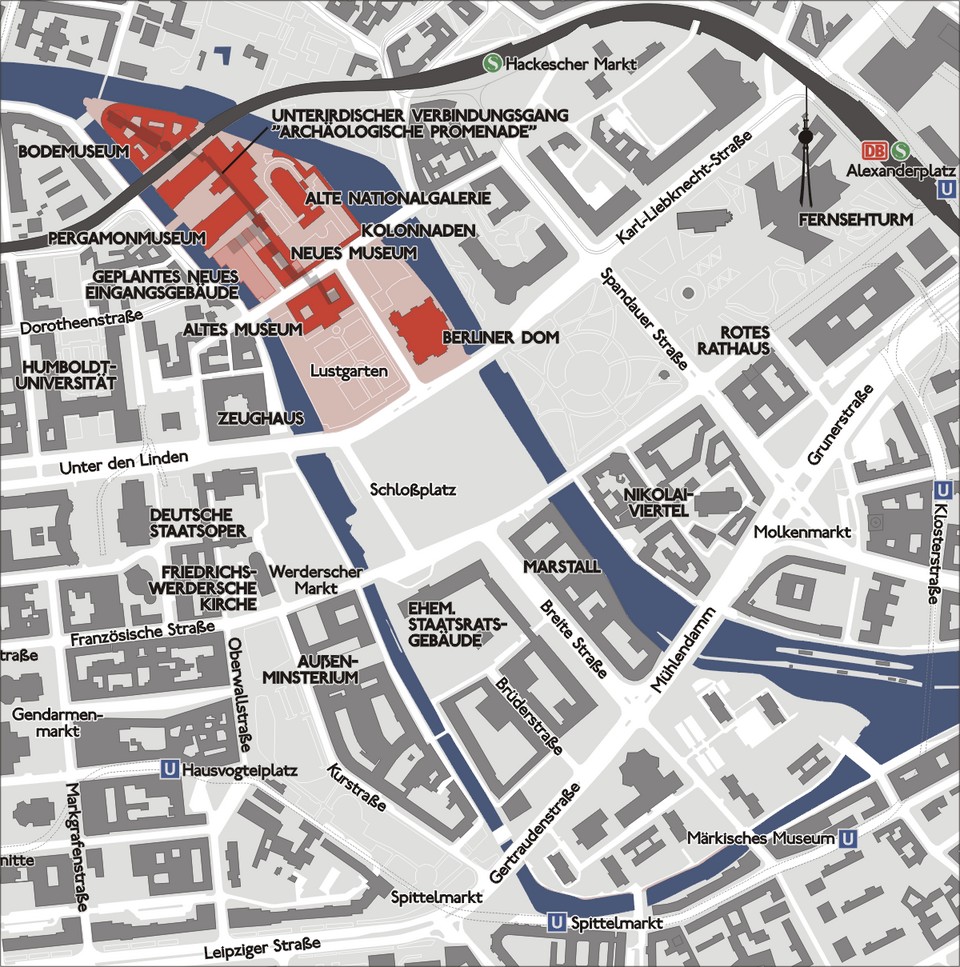 S Hackescher Markt
UNTERIRDISCHER VERBINDUNGSGANG
"ARCHÄOLOGISCHE PROMENADE"
BODEMUSEUM
Karl-Liebknecht-Straße
DB S
Alexanderplatz
U
ALTE NATIONALGALERIE
FERNSEHTURM
KOLONNADEN
PERGAMONMUSEUM
NEUES MUSEUM
GEPLANTES NEUES
EINGANGSGEBÄUDE
Spandauer Straße
Dorotheenstraße
ALTES MUSEUM
BERLINER DOM
ROTES
RATHAUS
HUMBOLDT-
UNIVERSITÄT
Lustgarten
ZEUGHAUS
Grunerstraße
Unter den Linden
Schloßplatz
NIKOLAI-
VIERTEL
U
Klosterstraße
DEUTSCHE
STAATSOPER
Molkenmarkt
MARSTALL
FRIEDRICHS-
WERDERSCHE
KIRCHE
Werderscher
Markt
EHEM.
STAATSRATS-
GEBÄUDE
Breite Straße
Mühlendamm
Französische Straße
traße
Oberwallstraße
AUßEN-
MINSTERIUM
Brüderstraße
Gendarmen-
markt
U Hausvogteiplatz
Kurstraße
Markgrafenstraße
Gertraudenstraße
Märkisches Museum U
nitte
Spittelmarkt
U Spittelmarkt
Leipziger Straße